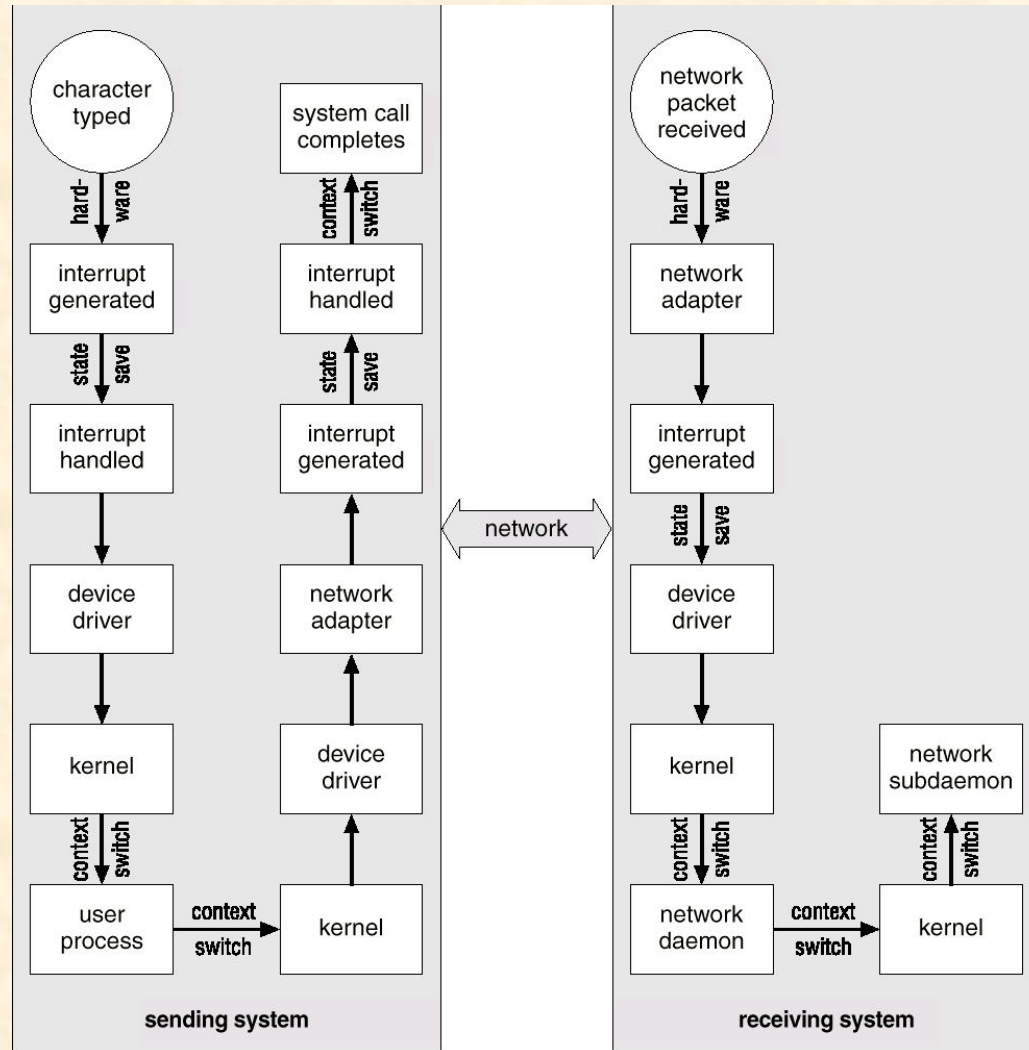 character
typed
hard-
ware
interrupt
generated
state
save
interrupt
handled
device
driver
kernel
context
switch
user
process
context
switch
kernel
device
driver
network
adapter
interrupt
generated
state
save
interrupt
handled
context
switch
system call
completes
sending system
network
network
packet
received
hard-
ware
network
adapter
interrupt
generated
state
save
device
driver
kernel
context
switch
network
daemon
context
switch
kernel
context
switch
network
subdaemon
receiving system